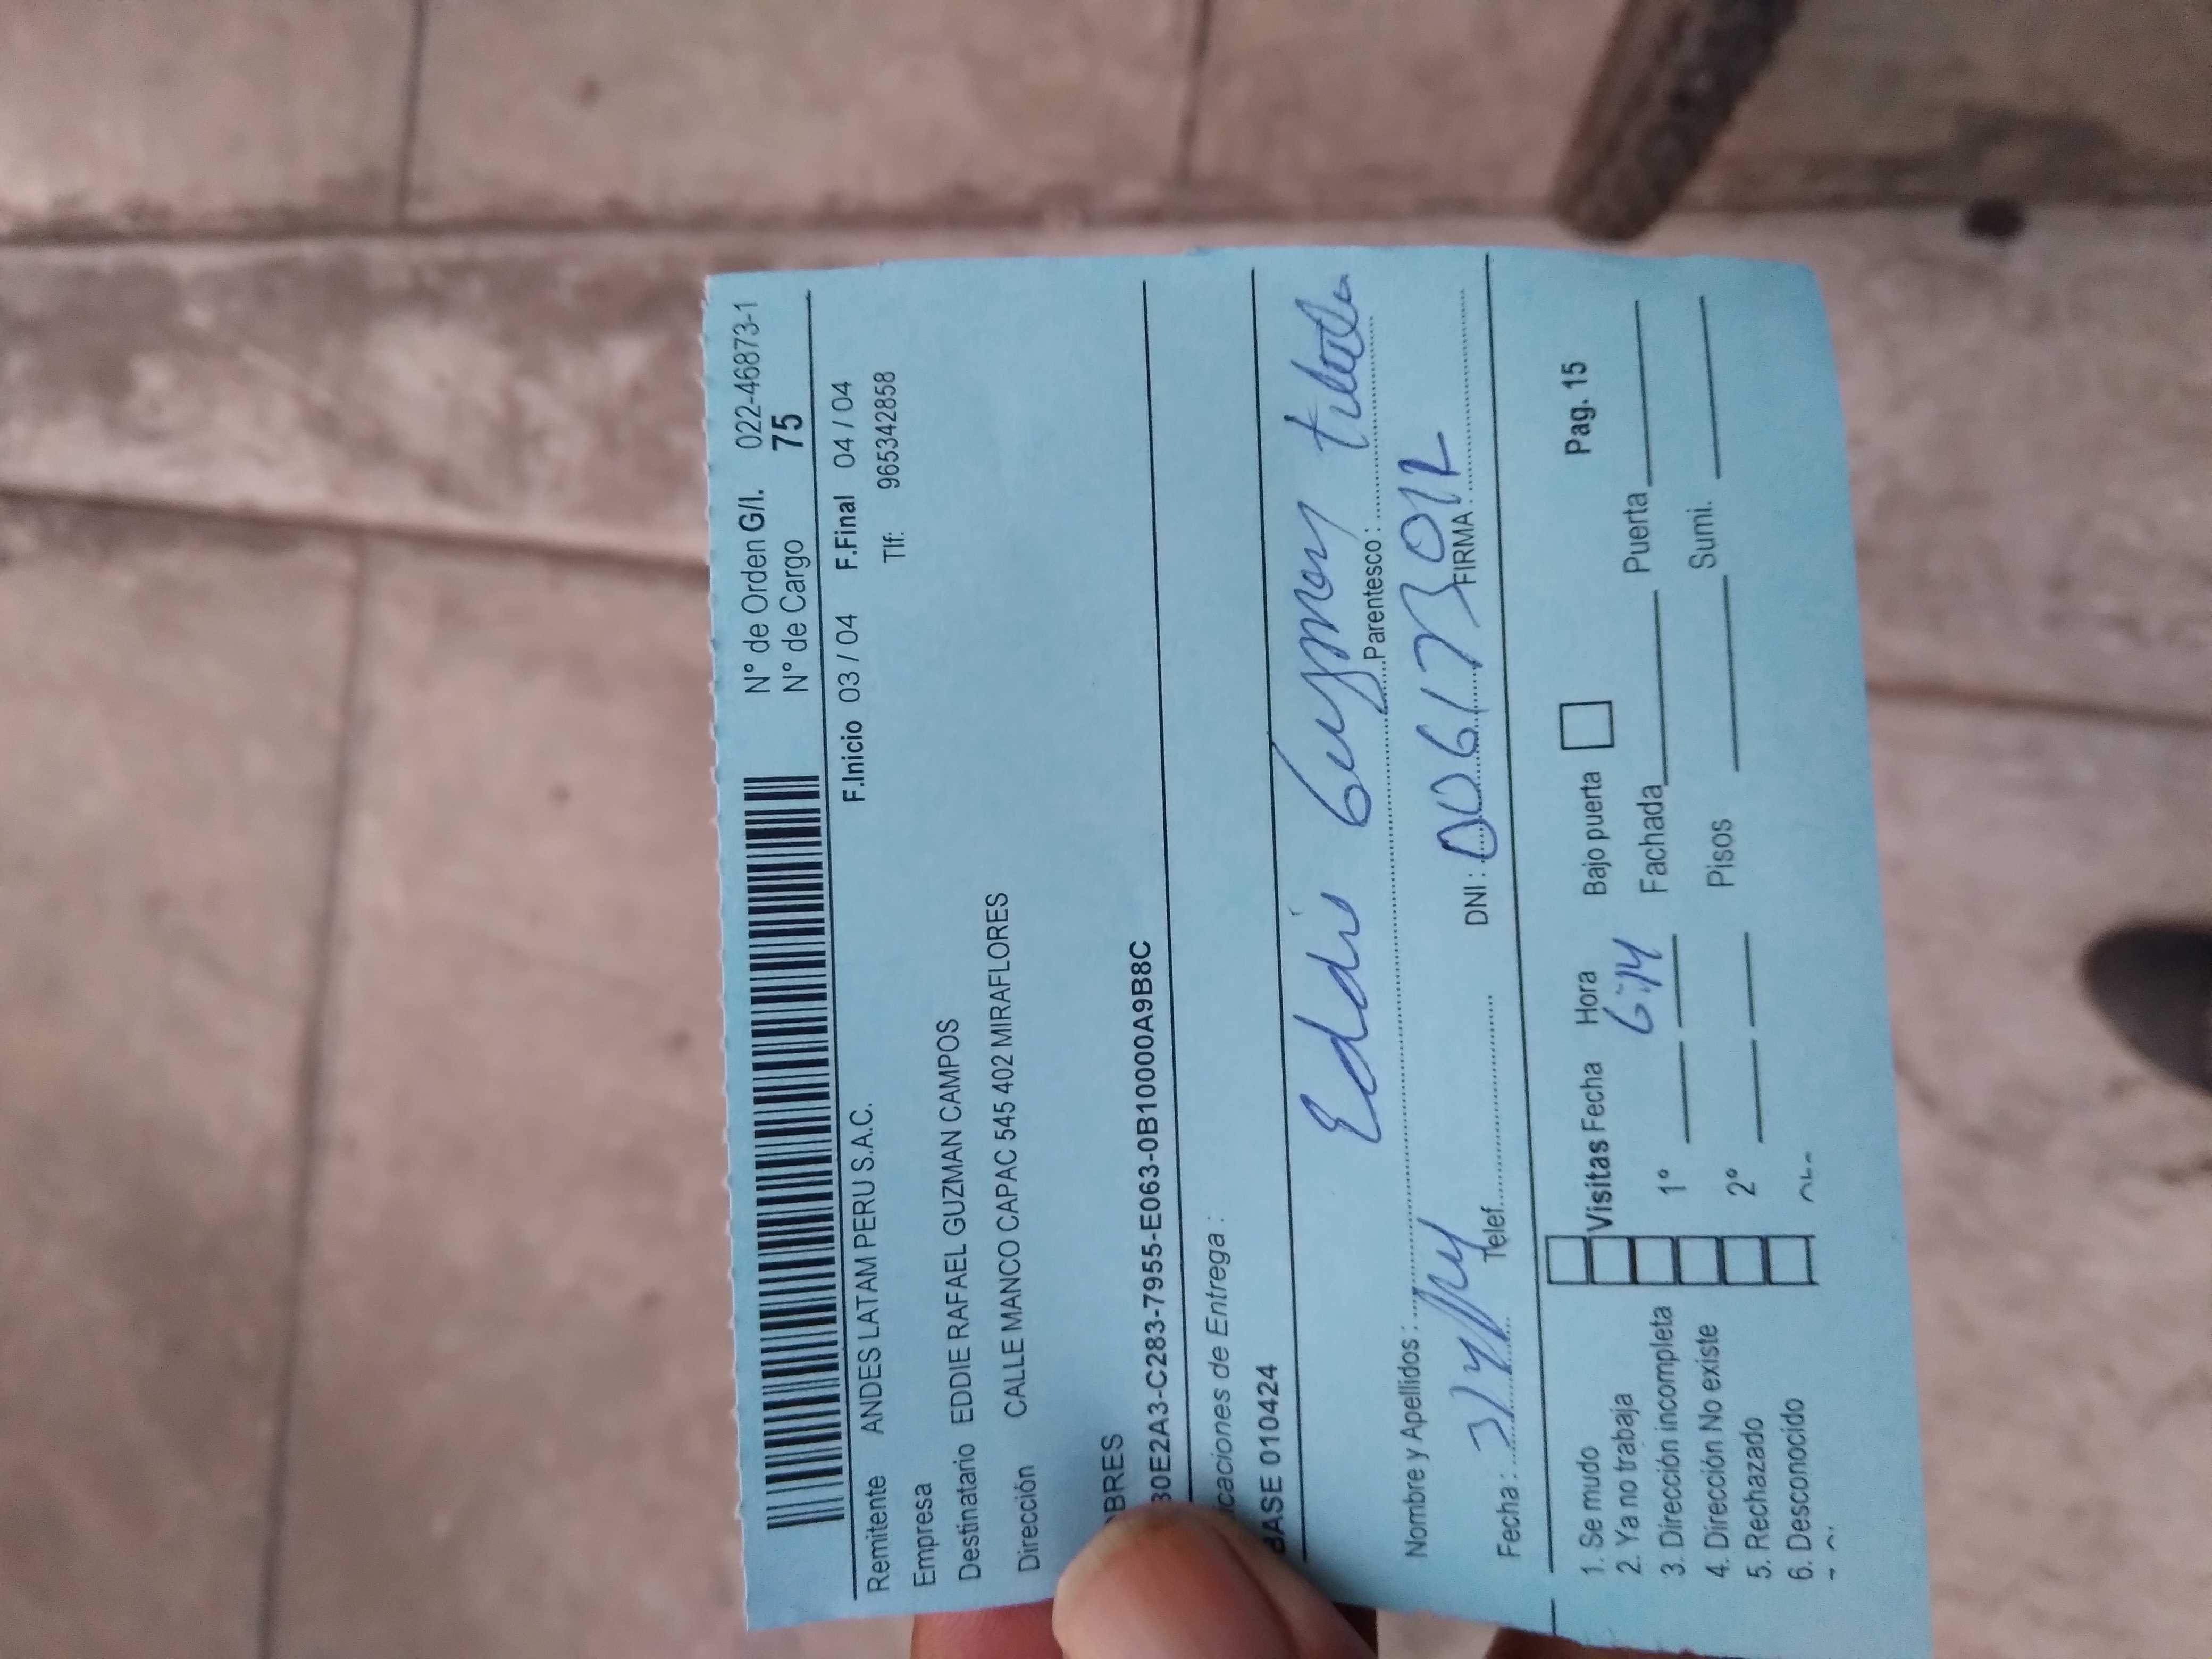 N° de Orden G/I. 022-46873-1
N° de Cargo 75
F.Inicio 03 / 04 F.Final 04 / 04
Remitente ANDES LATAM PERU S.A.C.
Tlf: 965342858
Empresa
Destinatario EDDIE RAFAEL GUZMAN CAMPOS
Dirección CALLE MANCO CAPAC 545 402 MIRAFLORES
OBRES
30E2A3-C283-7955-E063-0B10000A9B8C
caciones de Entrega :
BASE 010424
Eddie Guzman
Nombre y Apellidos : Parentesco :
3/4/24 00617301
Fecha : Telef. DNI : FIRMA :
1. Se mudo
2. Ya no trabaja
3. Dirección incompleta
4. Dirección No existe
5. Rechazado
6. Desconocido
Visitas Fecha Hora
1° 6:14
2°
Bajo puerta Pag. 15
Fachada Puerta
Pisos Sumi.